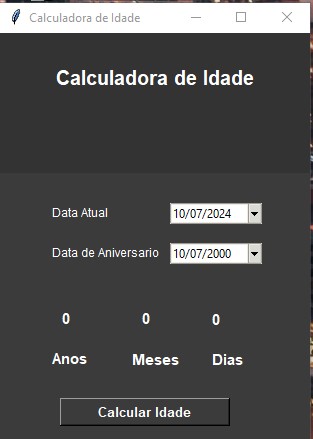 Calculadora de Idade
Calculadora de Idade
Data Atual 10/07/2024
Data de Aniversario 10/07/2000
0 0 0
Anos Meses Dias
Calcular Idade